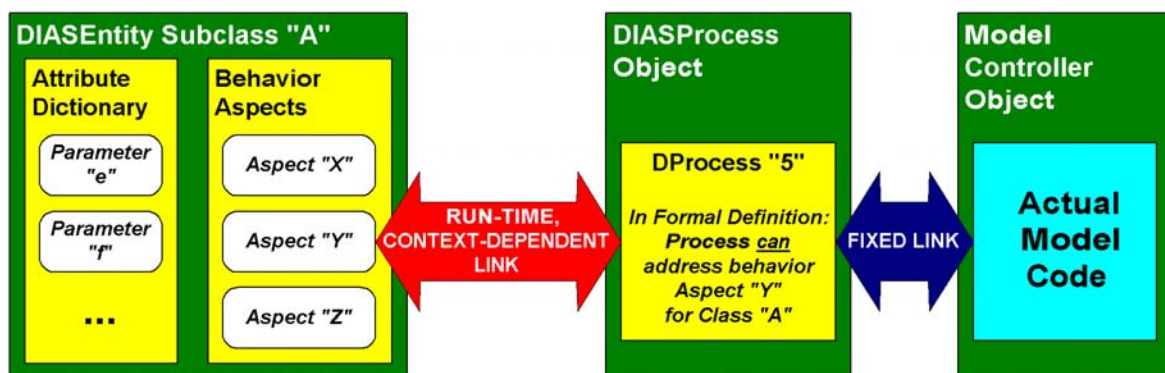 DIASEntity Subclass "A"
Attribute
Dictionary
Parameter
"e"
Parameter
"f"
...
Behavior
Aspects
Aspect "X"
Aspect "Y"
Aspect "Z"
RUN-TIME,
CONTEXT-DEPENDENT
LINK
DIASProcess
Object
DProcess "5"
In Formal Definition:
Process can
address behavior
Aspect "Y"
for Class "A"
FIXED LINK
Model
Controller
Object
Actual
Model
Code